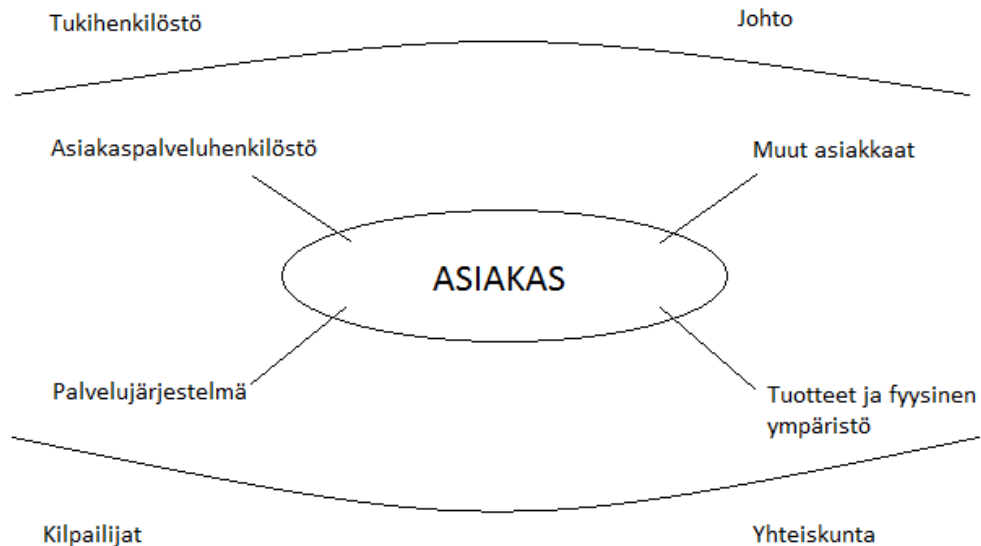 Tukihenkilöstö
Johto
Asiakaspalveluhenkilöstö
Muut asiakkaat
ASIAKAS
Palvelujärjestelmä
Tuotteet ja fyysinen
ympäristö
Kilpailijat
Yhteiskunta